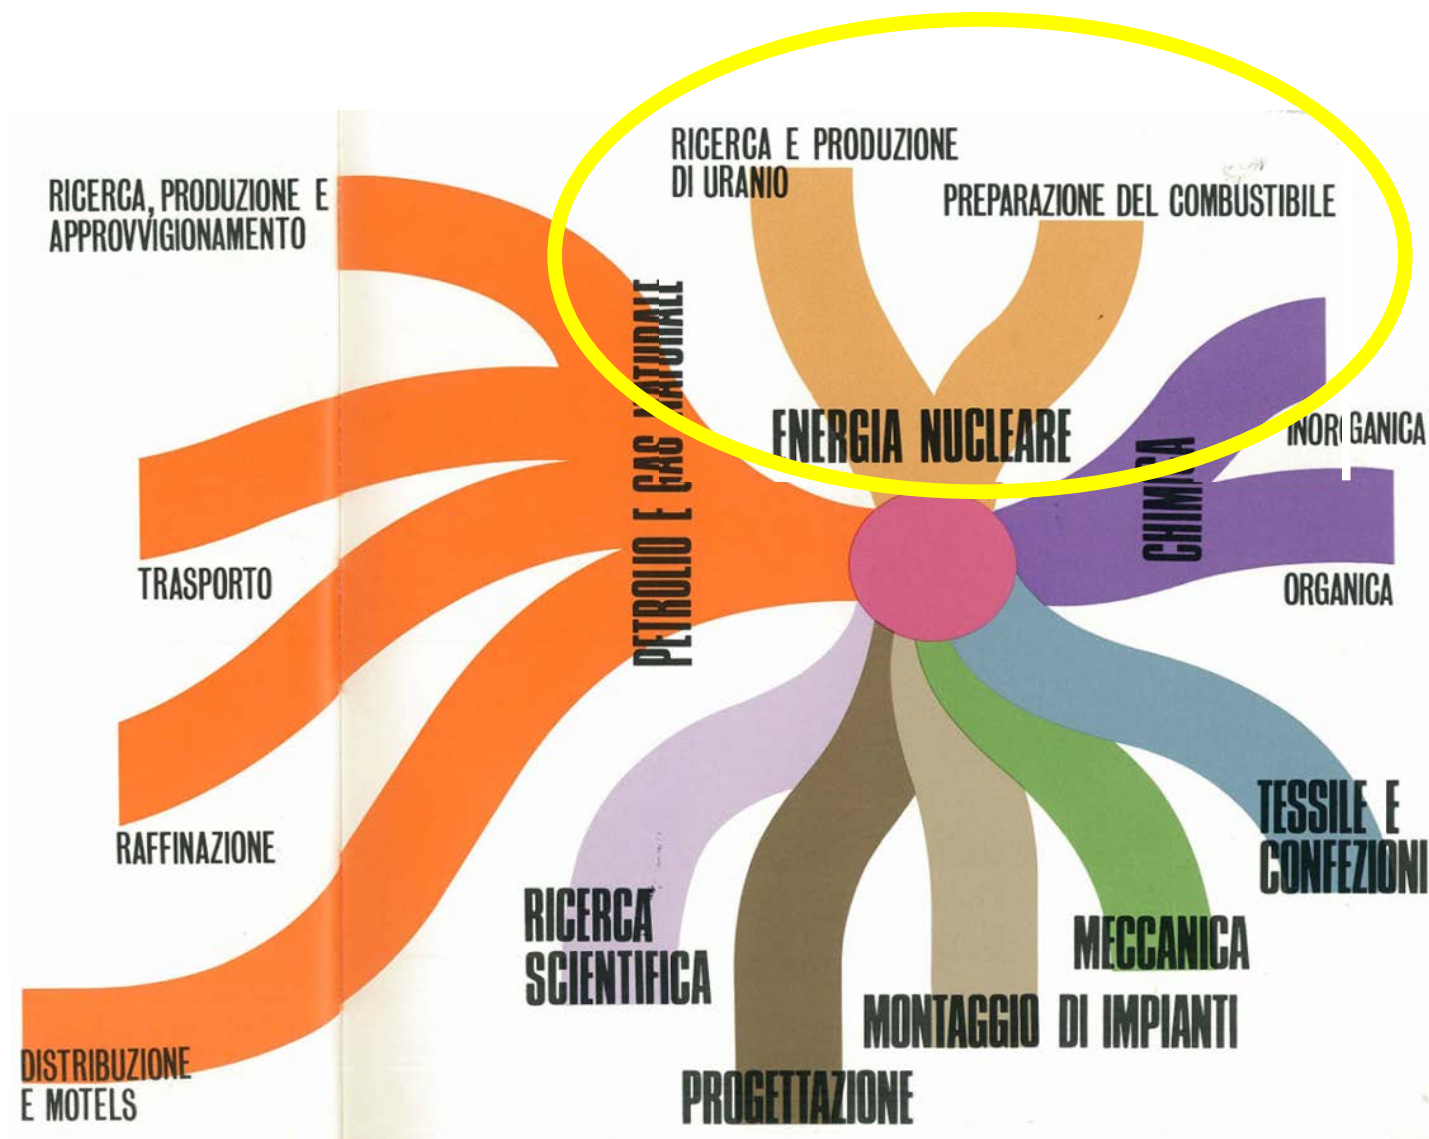 RICERCA E PRODUZIONE
DI URANIO
PREPARAZIONE DEL COMBUSTIBILE
RICERCA, PRODUZIONE E
APPROVVIGIONAMENTO
PETROLIO E GAS NATURALE
ENERGIA NUCLEARE
CHIMICA
INORGANICA
ORGANICA
TRASPORTO
RAFFINAZIONE
TESSILE E
CONFEZIONI
RICERCA
SCIENTIFICA
MECCANICA
MONTAGGIO DI IMPIANTI
DISTRIBUZIONE
E MOTELS
PROGETTAZIONE